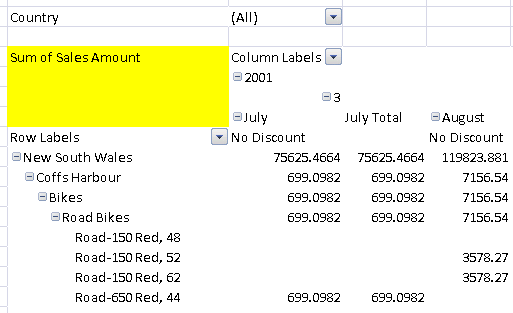 Country (All)
Sum of Sales Amount Column Labels
2001
3
July July Total August
Row Labels No Discount No Discount
New South Wales 75625.4664 75625.4664 119823.881
Coffs Harbour 699.0982 699.0982 7156.54
Bikes 699.0982 699.0982 7156.54
Road Bikes 699.0982 699.0982 7156.54
Road-150 Red, 48
Road-150 Red, 52 3578.27
Road-150 Red, 62 3578.27
Road-650 Red, 44 699.0982 699.0982